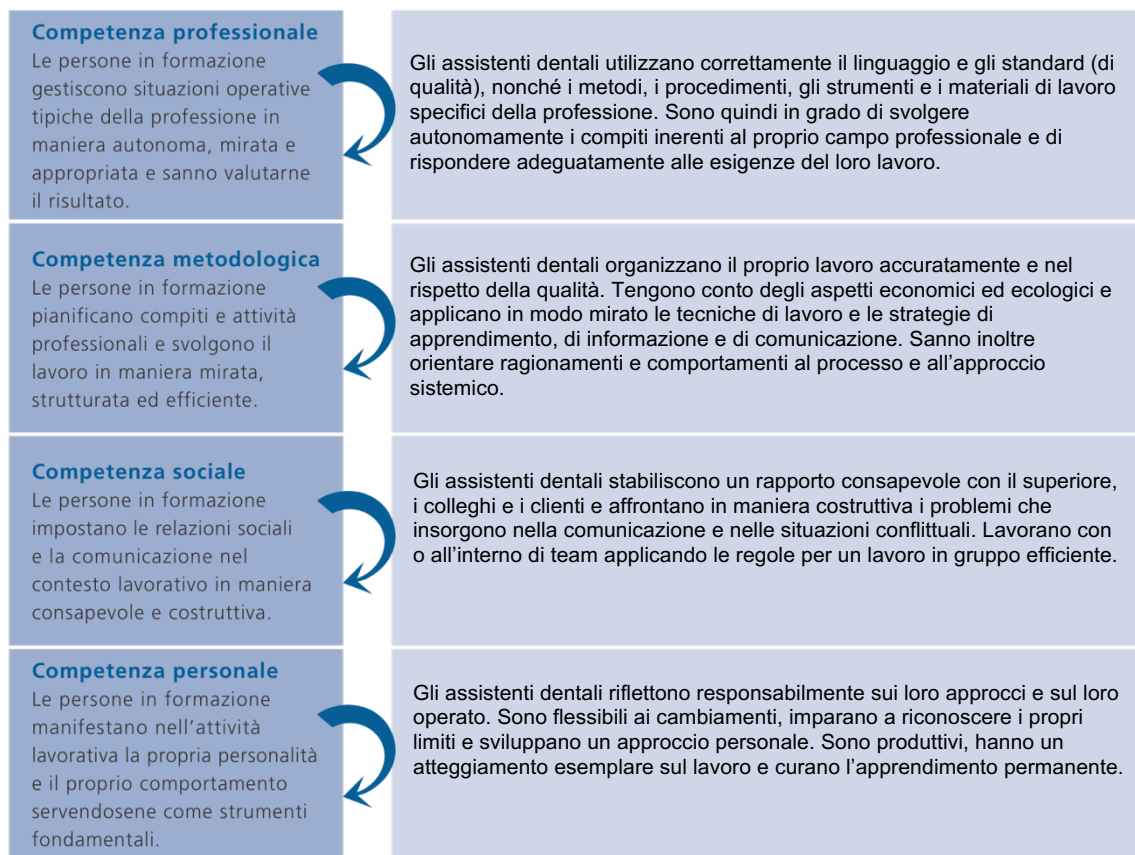 Competenza professionale
Le persone in formazione
gestiscono situazioni operative
tipiche della professione in
maniera autonoma, mirata e
appropriata e sanno valutarne
il risultato.
Gli assistenti dentali utilizzano correttamente il linguaggio e gli standard (di
qualità), nonché i metodi, i procedimenti, gli strumenti e i materiali di lavoro
specifici della professione. Sono quindi in grado di svolgere
autonomamente i compiti inerenti al proprio campo professionale e di
rispondere adeguatamente alle esigenze del loro lavoro.
Competenza metodologica
Le persone in formazione
pianificano compiti e attività
professionali e svolgono il
lavoro in maniera mirata,
strutturata ed efficiente.
Gli assistenti dentali organizzano il proprio lavoro accuratamente e nel
rispetto della qualità. Tengono conto degli aspetti economici ed ecologici e
applicano in modo mirato le tecniche di lavoro e le strategie di
apprendimento, di informazione e di comunicazione. Sanno inoltre
orientare ragionamenti e comportamenti al processo e all'approccio
sistemico.
Competenza sociale
Le persone in formazione
impostano le relazioni sociali
e la comunicazione nel
contesto lavorativo in maniera
consapevole e costruttiva.
Gli assistenti dentali stabiliscono un rapporto consapevole con il superiore,
i colleghi e i clienti e affrontano in maniera costruttiva i problemi che
insorgono nella comunicazione e nelle situazioni conflittuali. Lavorano con
o all'interno di team applicando le regole per un lavoro in gruppo efficiente.
Competenza personale
Le persone in formazione
manifestano nell'attività
lavorativa la propria personalità
e il proprio comportamento
servendosene come strumenti
fondamentali.
Gli assistenti dentali riflettono responsabilmente sui loro approcci e sul loro
operato. Sono flessibili ai cambiamenti, imparano a riconoscere i propri
limiti e sviluppano un approccio personale. Sono produttivi, hanno un
atteggiamento esemplare sul lavoro e curano l'apprendimento permanente.